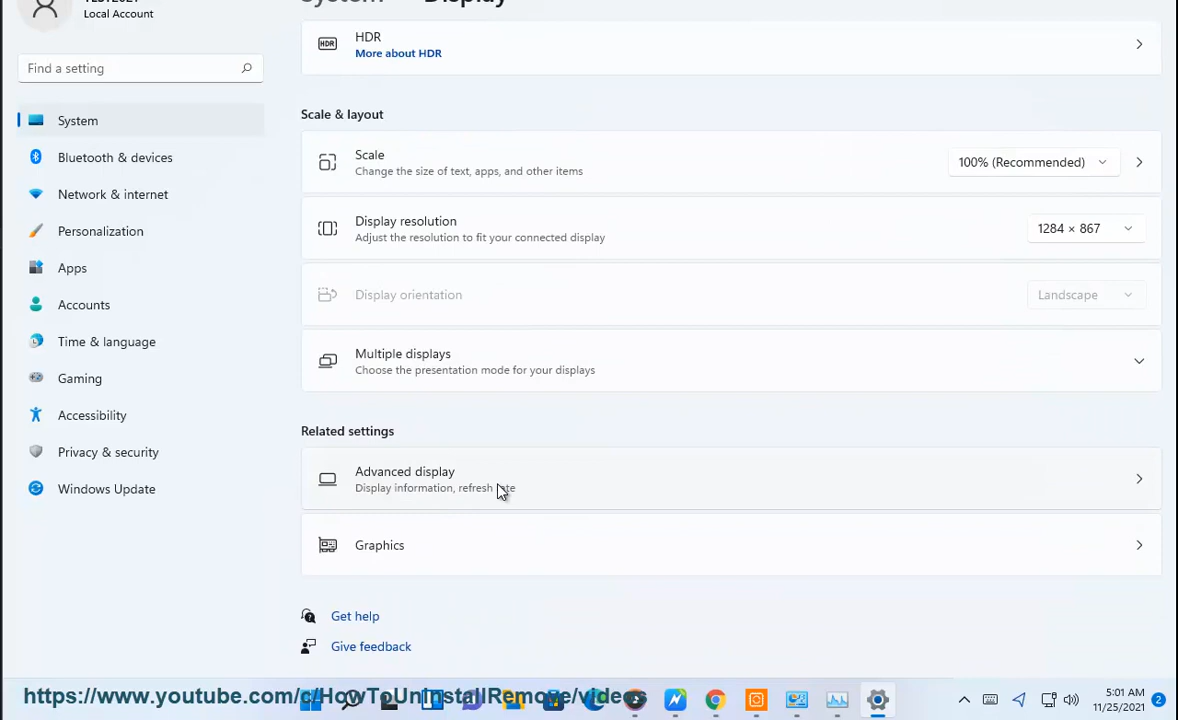 System
Display
Local Account
HDR
HDR
More about HDR
Find a setting
Scale & layout
System
Scale
Change the size of text, apps, and other items
100% (Recommended)
Bluetooth & devices
Network & internet
Display resolution
Adjust the resolution to fit your connected display
1284 × 867
Personalization
Apps
Display orientation
Landscape
Accounts
Time & language
Multiple displays
Choose the presentation mode for your displays
Gaming
Accessibility
Related settings
Privacy & security
Advanced display
Display information, refresh rate
Windows Update
Graphics
Get help
Give feedback
https://www.youtube.com/c/HowToUninstallRemove/videos
5:01 AM
11/25/2021
2